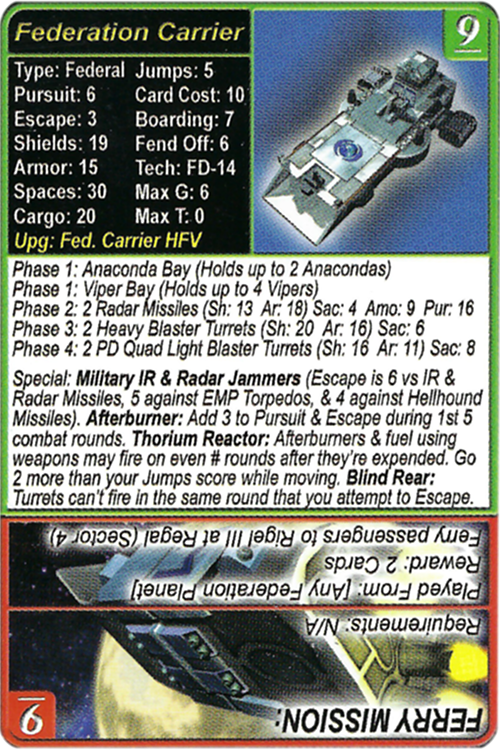 Federation Carrier
9
Type: Federal Jumps: 5
Pursuit: 6 Card Cost: 10
Escape: 3 Boarding: 7
Shields: 19 Fend Off: 6
Armor: 15 Tech: FD-14
Spaces: 30 Max G: 6
Cargo: 20 Max T: 0
Upg: Fed. Carrier HFV
Phase 1: Anaconda Bay (Holds up to 2 Anacondas)
Phase 1: Viper Bay (Holds up to 4 Vipers)
Phase 2: 2 Radar Missiles (Sh: 13 Ar: 18) Sac: 4 Amo: 9 Pur: 16
Phase 3: 2 Heavy Blaster Turrets (Sh: 20 Ar: 16) Sac: 6
Phase 4: 2 PD Quad Light Blaster Turrets (Sh: 16 Ar: 11) Sac: 8
Special: Military IR & Radar Jammers (Escape is 6 vs IR &
Radar Missiles, 5 against EMP Torpedos, & 4 against Hellhound
Missiles). Afterburner: Add 3 to Pursuit & Escape during 1st 5
combat rounds. Thorium Reactor: Afterburners & fuel using
weapons may fire on even # rounds after they're expended. Go
2 more than your Jumps score while moving. Blind Rear:
Turrets can't fire in the same round that you attempt to Escape.
FERRY MISSION:
6
Requirements: N/A
Played From: [Any Federation Planet]
Reward: 2 Cards
Ferry passengers to Rigel III at Regal (Sector 4)